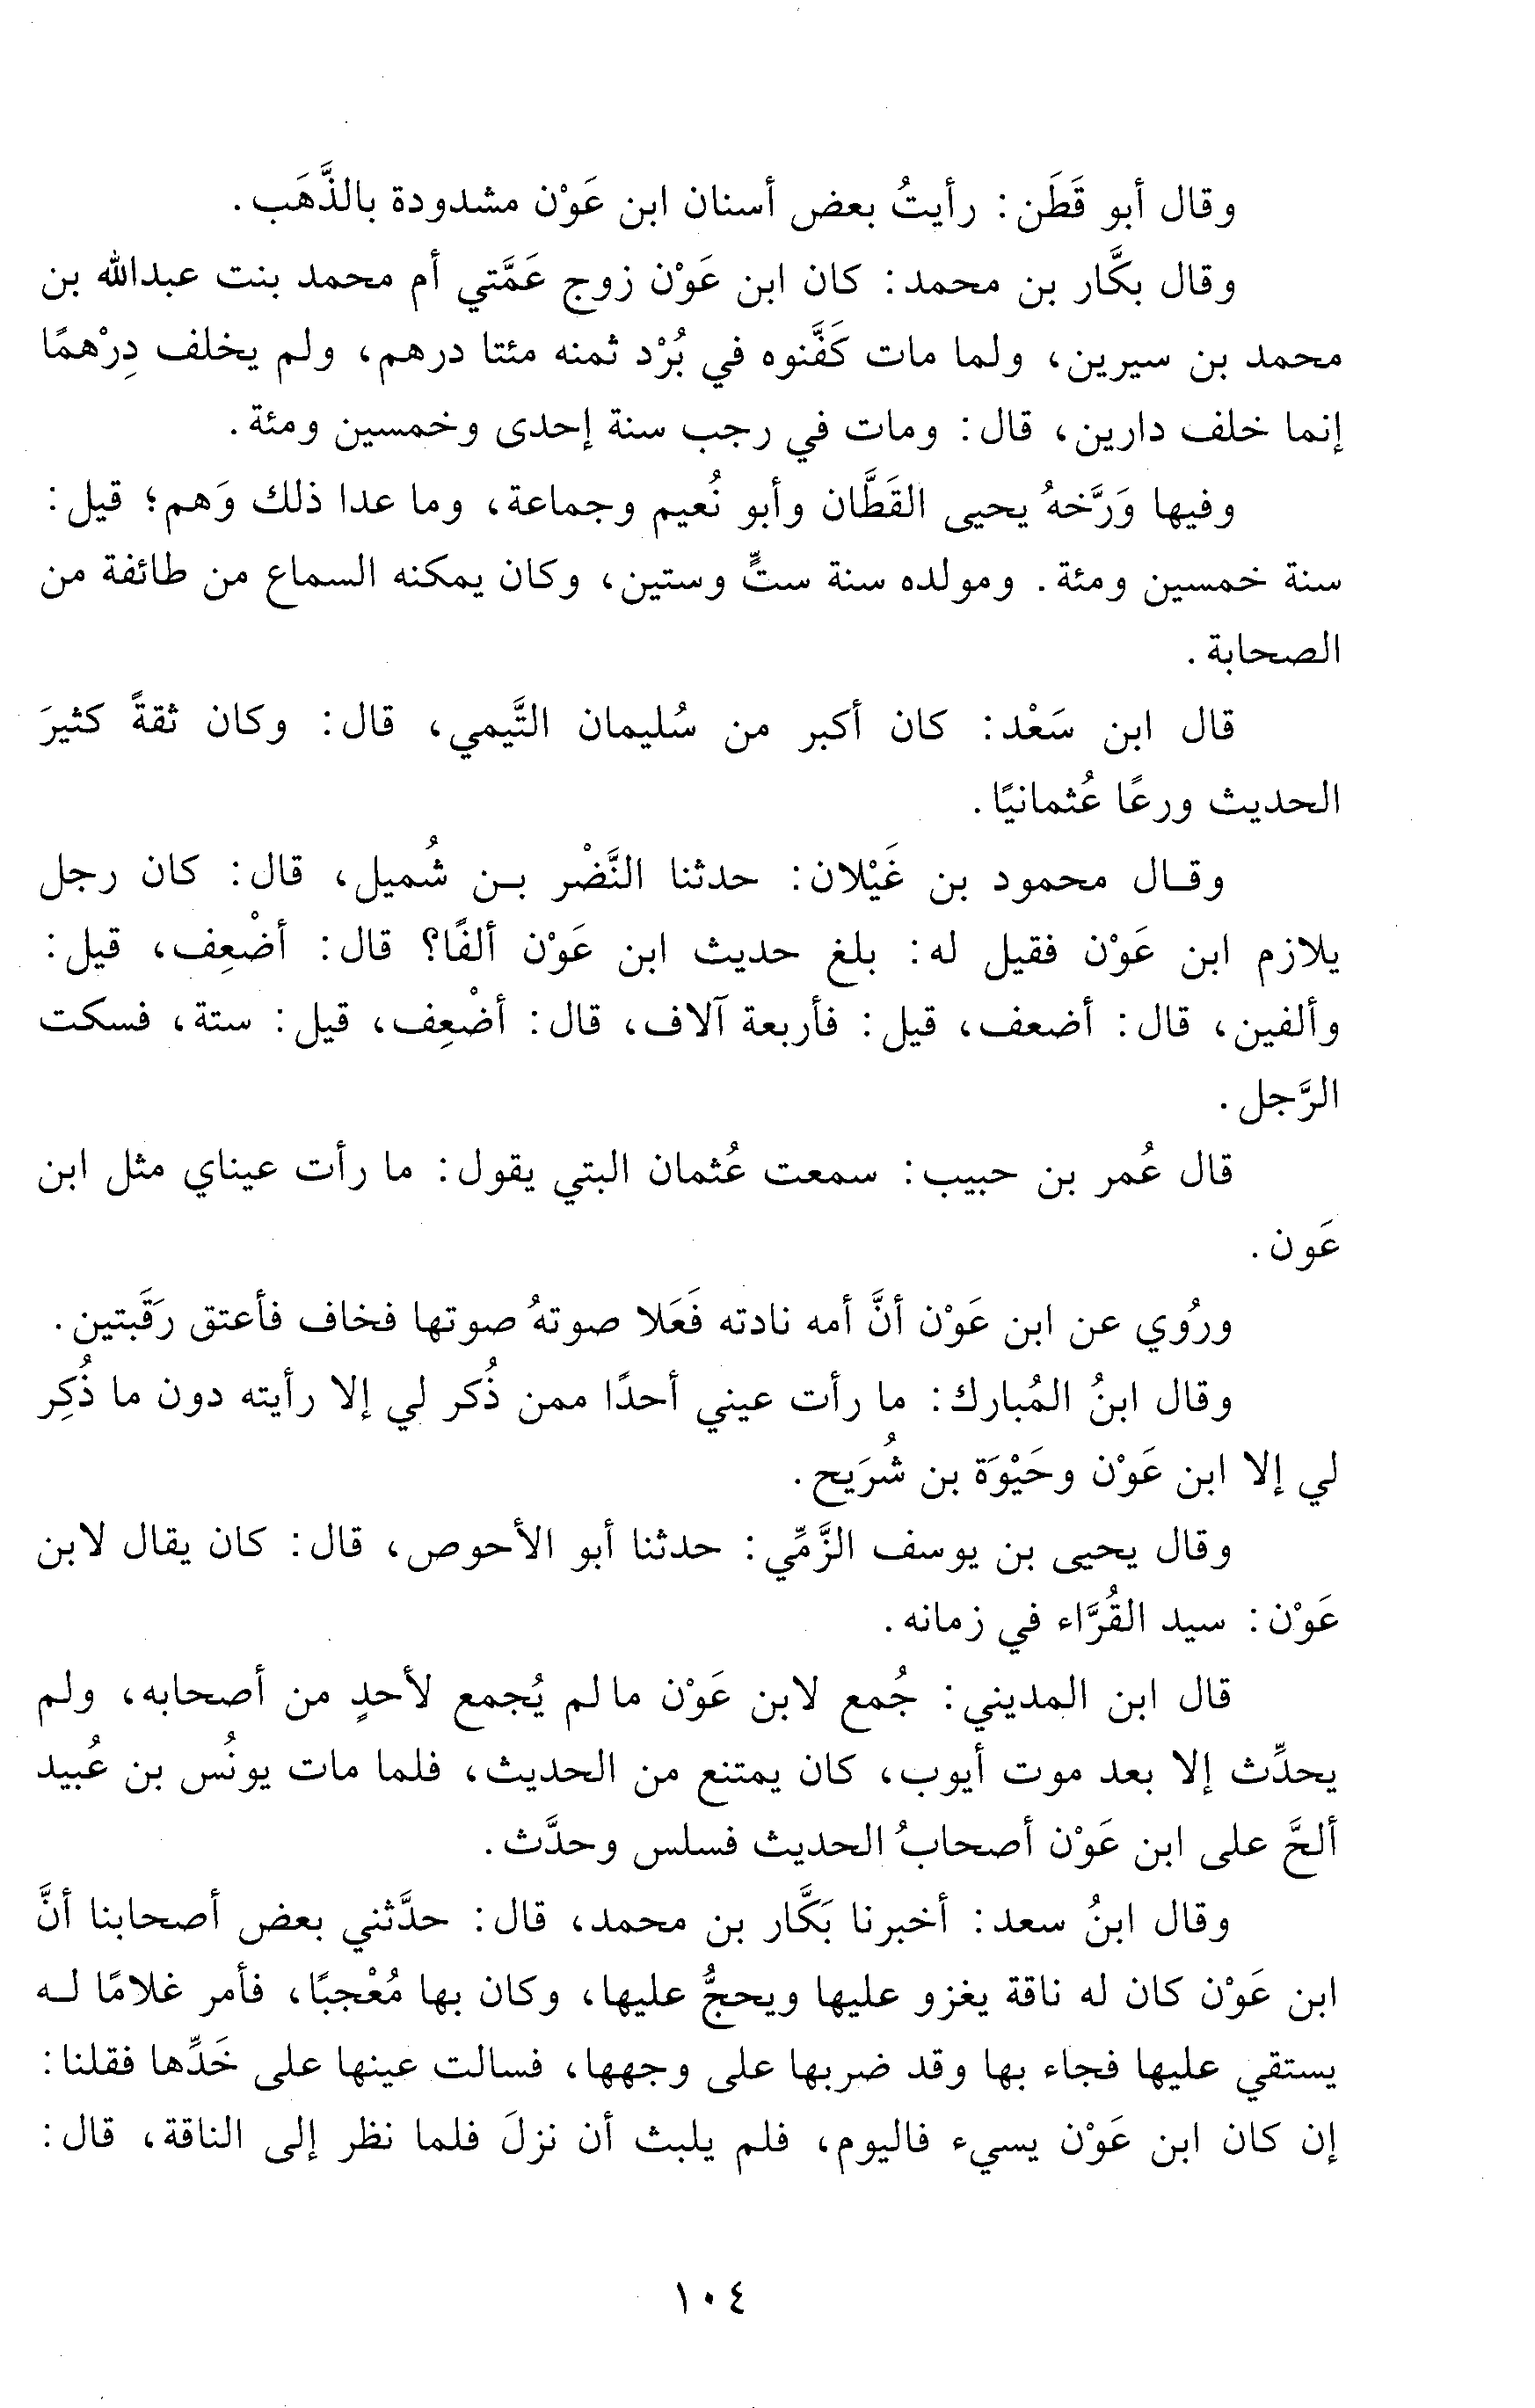 وقال أبو قَطَن: رأيتُ بعض أسنان ابن عَوْن مشدودة بالذَّهَب.
وقال بكَّار بن محمد: كان ابن عَوْن زوج عَمَّتي أم محمد بنت عبدالله بن
محمد بن سيرين، ولما مات كَفَّنوه في بُرْد ثمنه مئتا درهم، ولم يخلف دِرْهمًا
إنما خلف دارين، قال: ومات في رجب سنة إحدى وخمسين ومئة.
وفيها وَرَّخهُ يحيى القَطَّان وأبو نُعيم وجماعة، وما عدا ذلك وَهم؛ قيل:
سنة خمسين ومئة. ومولده سنة ستٍّ وستين، وكان يمكنه السماع من طائفة من
الصحابة.
قال ابن سَعْد: كان أكبر من سُليمان التَّيمي، قال: وكان ثقةً كثيرَ
الحديث ورعًا عُثمانيًا.
وقال محمود بن غَيْلان: حدثنا النَّضْر بن شُميل، قال: كان رجل
يلازم ابن عَوْن فقيل له: بلغ حديث ابن عَوْن ألفًا؟ قال: أضْعِف، قيل:
وألفين، قال: أضعف، قيل: فأربعة آلاف، قال: أضْعِف، قيل: ستة، فسكت
الرَّجل.
قال عُمر بن حبيب: سمعت عُثمان البتي يقول: ما رأت عيناي مثل ابن
عَون.
ورُوي عن ابن عَوْن أنَّ أمه نادته فَعَلا صوتهُ صوتها فخاف فأعتق رَقَبتين.
وقال ابنُ المُبارك: ما رأت عيني أحدًا ممن ذُكر لي إلا رأيته دون ما ذُكِر
لي إلا ابن عَوْن وحَيْوَة بن شُرَيح.
وقال يحيى بن يوسف الزَّمِّي: حدثنا أبو الأحوص، قال: كان يقال لابن
عَوْن: سيد القُرَّاء في زمانه.
قال ابن المديني: جُمع لابن عَوْن ما لم يُجمع لأحدٍ من أصحابه، ولم
يحدِّث إلا بعد موت أيوب، كان يمتنع من الحديث، فلما مات يونُس بن عُبيد
ألحَّ على ابن عَوْن أصحابُ الحديث فسلس وحدَّث.
وقال ابنُ سعد: أخبرنا بَكَّار بن محمد، قال: حدَّثني بعض أصحابنا أنَّ
ابن عَوْن كان له ناقة يغزو عليها ويحجُّ عليها، وكان بها مُعْجبًا، فأمر غلامًا له
يستقي عليها فجاء بها وقد ضربها على وجهها، فسالت عينها على خَدِّها فقلنا:
إن كان ابن عَوْن يسيء فاليوم، فلم يلبث أن نزلَ فلما نظر إلى الناقة، قال:
١٠٤